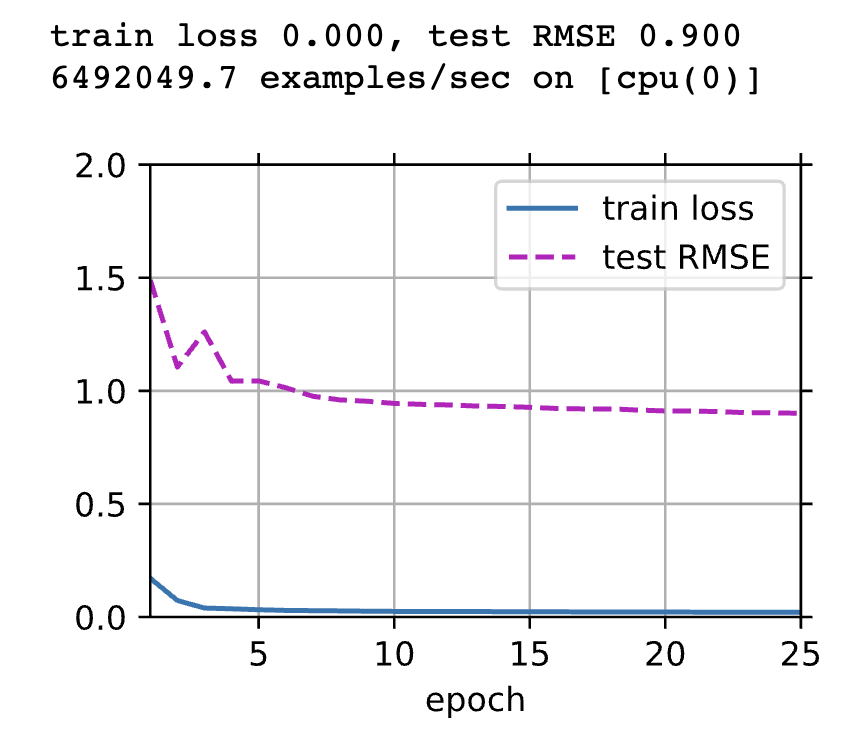 train loss 0.000, test RMSE 0.900
6492049.7 examples/sec on [cpu(0)]
2.0
train loss
test RMSE
1.5
1.0
0.5
0.0
5 10 15 20 25
epoch